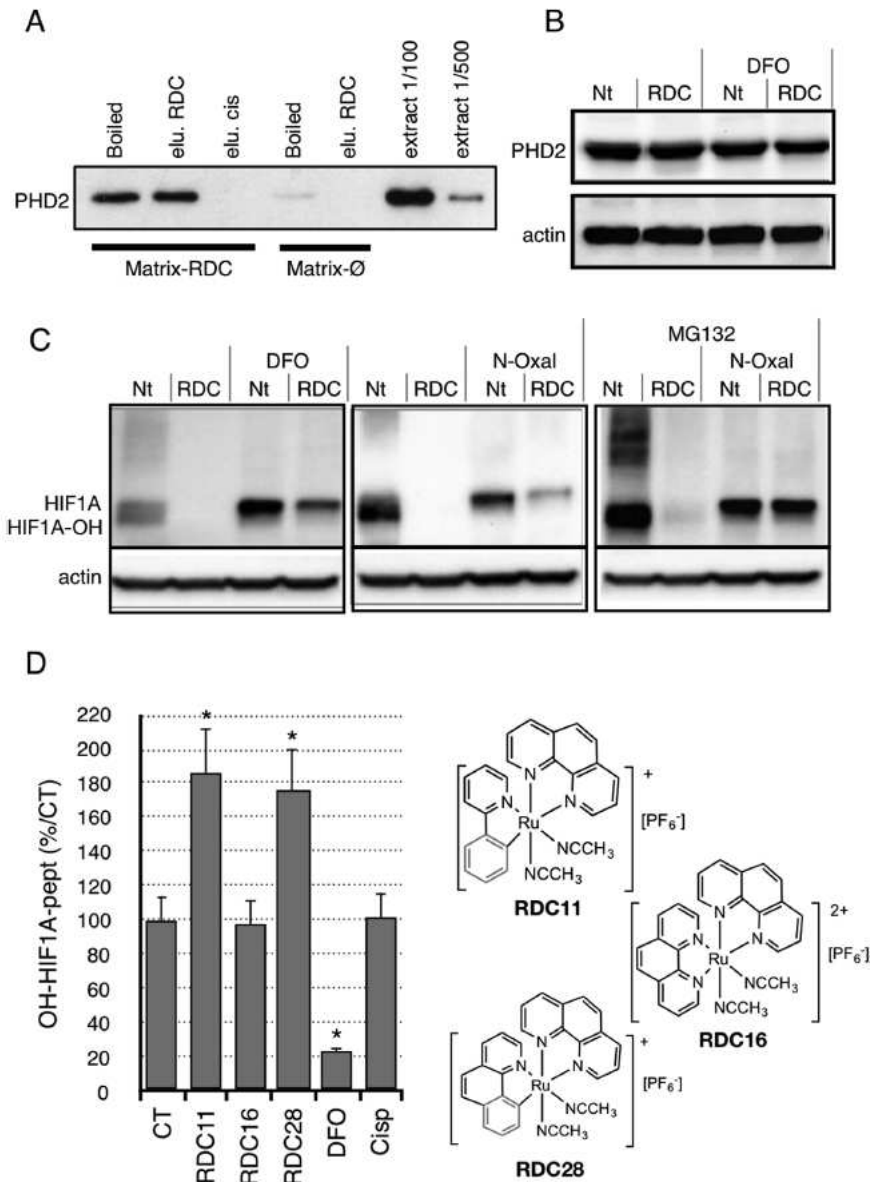 A
Boiled
elu. RDC
elu. cis
Boiled
elu. RDC
extract 1/100
extract 1/500
PHD2
Matrix-RDC
Matrix-Ø
B
DFO
Nt RDC Nt RDC
PHD2
actin
C
MG132
DFO N-Oxal N-Oxal
Nt RDC Nt RDC Nt RDC Nt RDC Nt RDC Nt RDC
HIF1A
HIF1A-OH
actin
D
OH-HIF1A-pept (%/CT)
220
200
180
160
140
120
100
80
60
40
20
0
* * *
CT
RDC11
RDC16
RDC28
DFO
Cisp
+
[PF6-]
N N
N
Ru
NCCH3
NCCH3
RDC11
2+
[PF6-]
N N
N
N
Ru
NCCH3
NCCH3
RDC16
+
[PF6-]
N N
N
Ru
NCCH3
NCCH3
RDC28